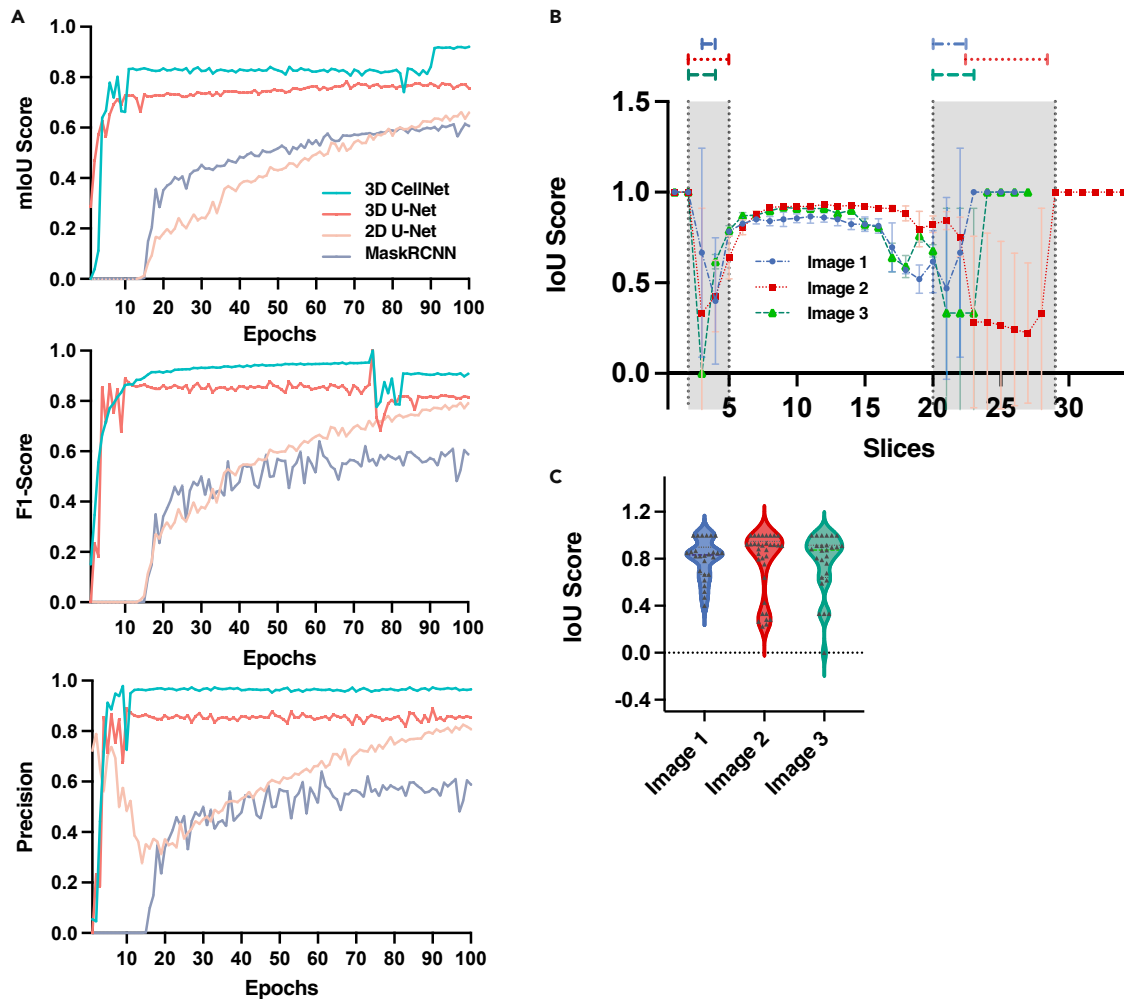 A
mIoU Score
1.0
0.8
0.6
0.4
0.2
0.0
3D CellNet
3D U-Net
2D U-Net
MaskRCNN
10 20 30 40 50 60 70 80 90 100
Epochs
F1-Score
1.0
0.8
0.6
0.4
0.2
0.0
10 20 30 40 50 60 70 80 90 100
Epochs
Precision
1.0
0.8
0.6
0.4
0.2
0.0
10 20 30 40 50 60 70 80 90 100
Epochs
B
IoU Score
1.5
1.0
0.5
0.0
Image 1
Image 2
Image 3
5 10 15 20 25 30
Slices
C
IoU Score
1.2
0.8
0.4
0.0
-0.4
Image 1
Image 2
Image 3